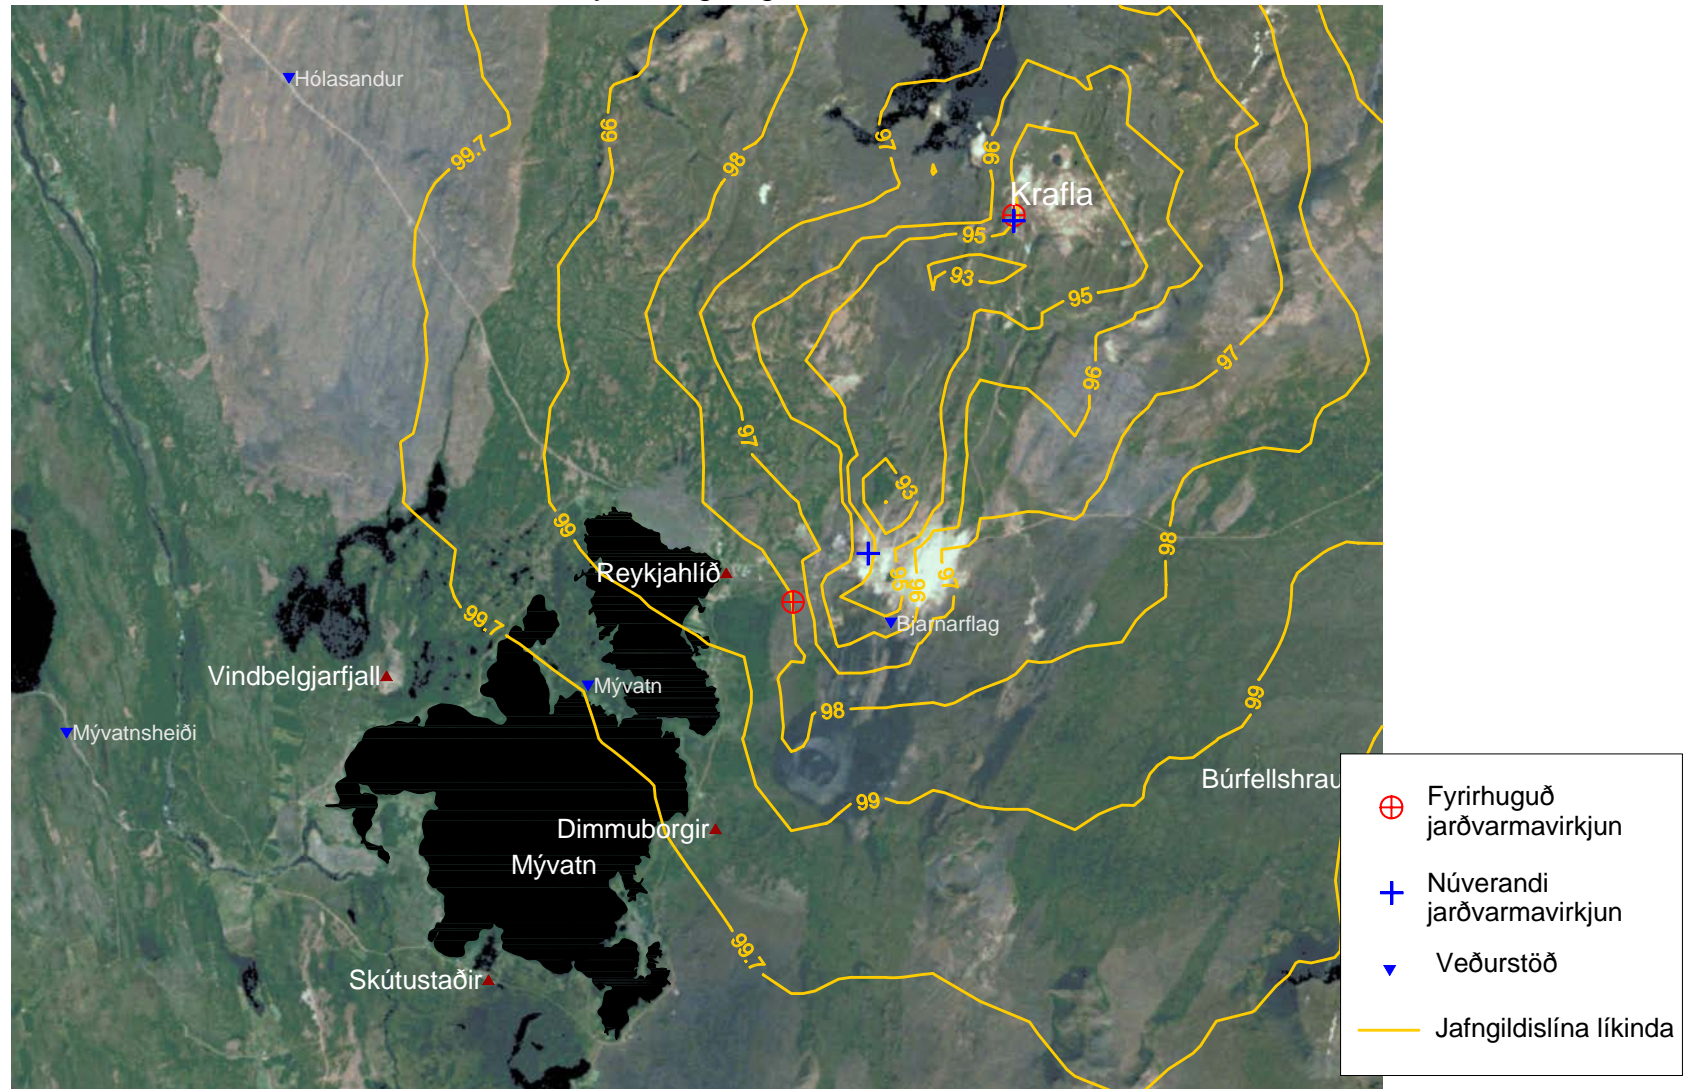 Hólasandur
99.7
99
98
97
96
Krafla
95
93
95
96
97
97
93
99
98
Reykjahlíð
95
96
97
99.7
Bjarnarflag
Vindbelgjarfjall
Mývatn
99
98
Mývatnsheiði
Búrfellshrau
99
Dimmuborgir
Mývatn
99.7
Skútustaðir
Fyrirhuguð
jarðvarmavirkjun
Núverandi
jarðvarmavirkjun
Veðurstöð
Jafngildislína líkinda